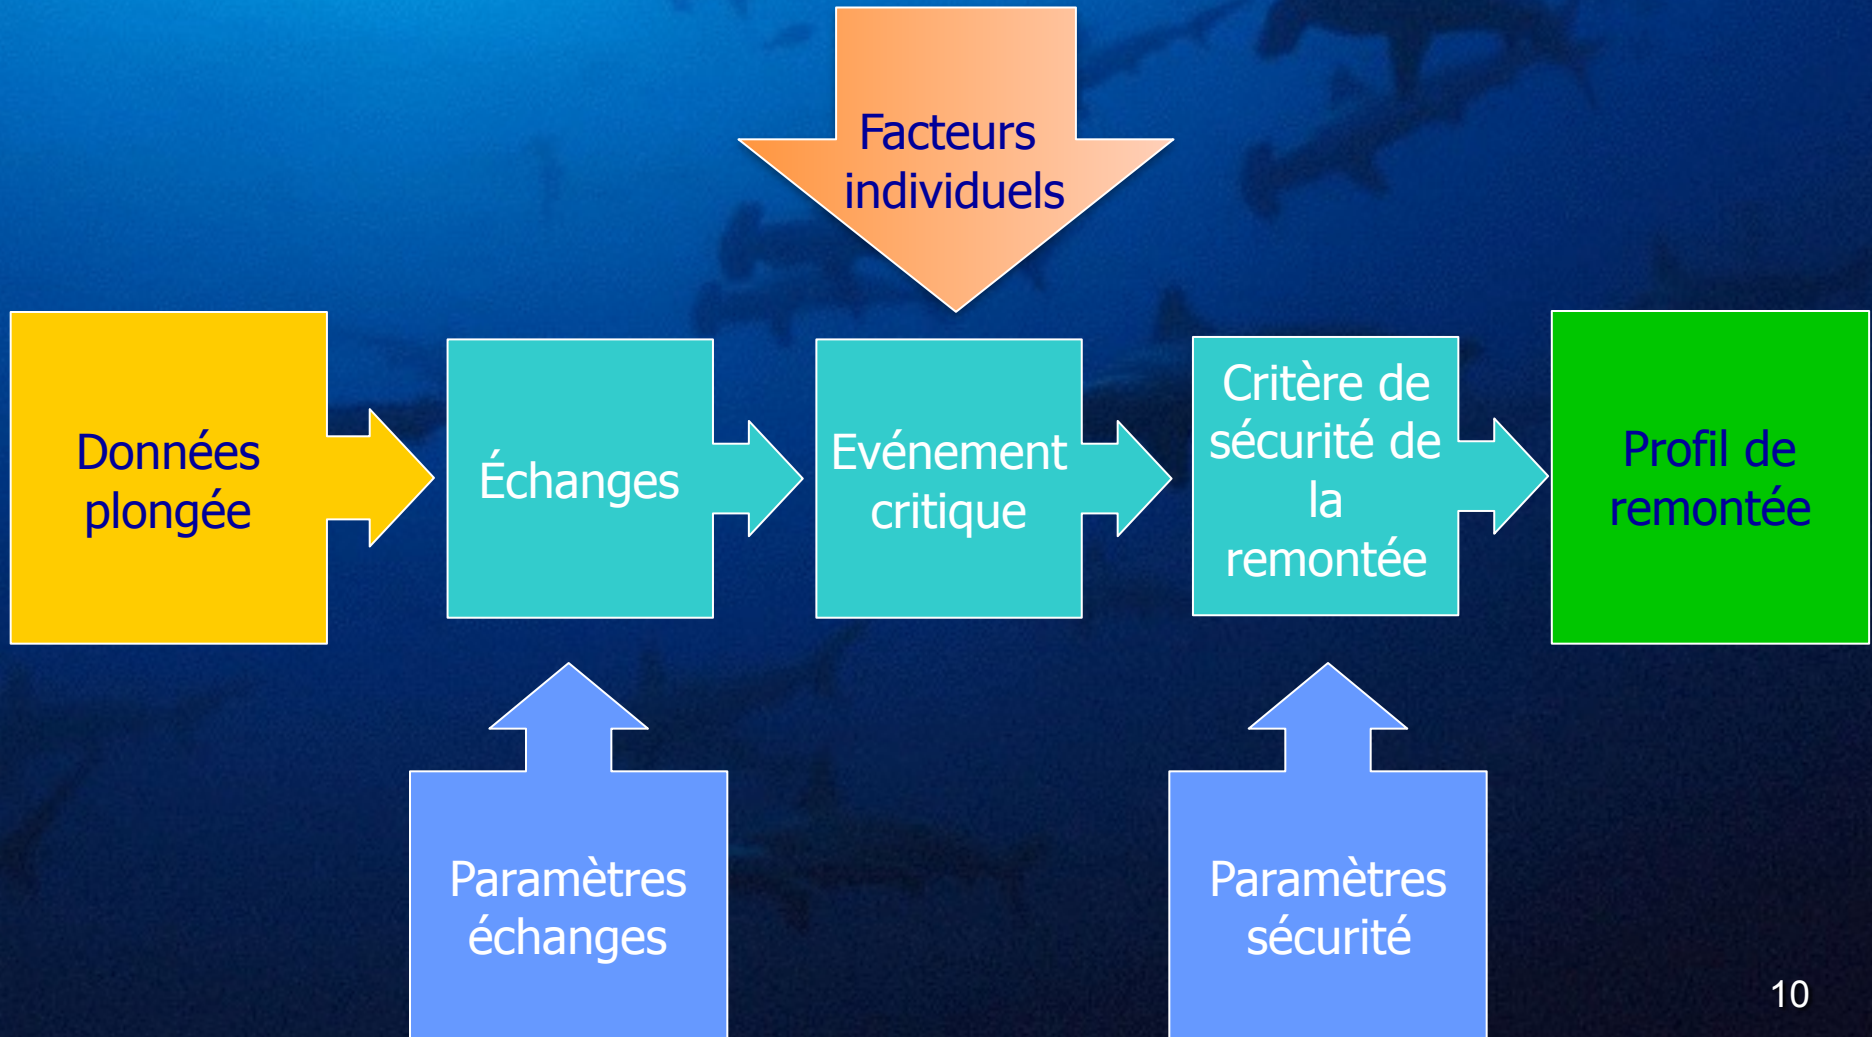 Facteurs
individuels
Données
plongée
Échanges
Evénement
critique
Critère de
sécurité de
la
remontée
Profil de
remontée
Paramètres
échanges
Paramètres
sécurité
10